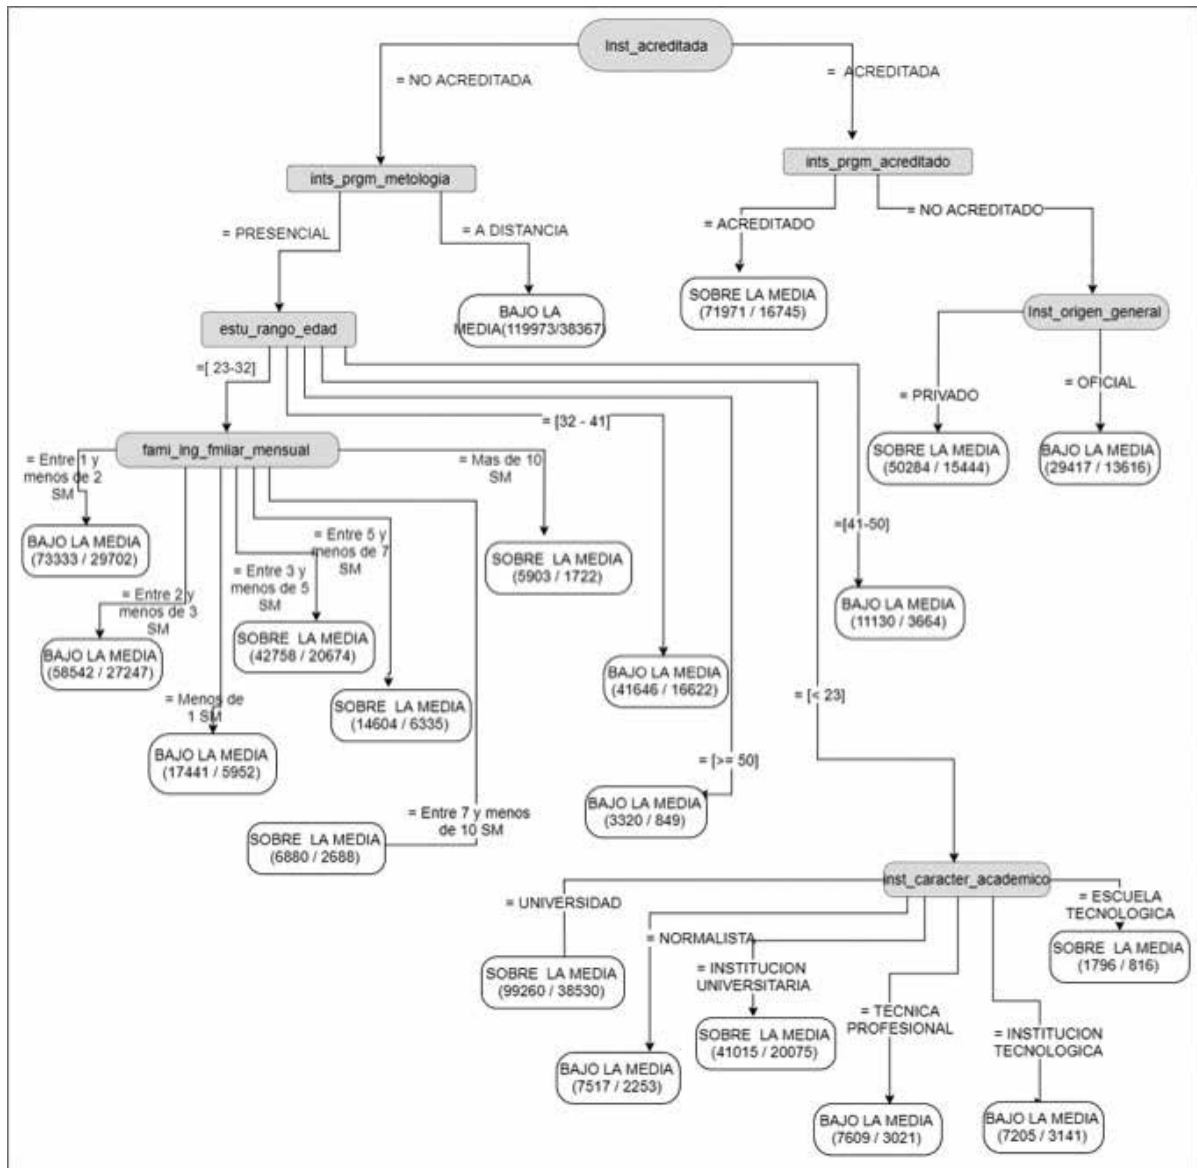 Inst_acreditada
= NO ACREDITADA
= ACREDITADA
ints_prgm_metologia
ints_prgm_acreditado
= PRESENCIAL
= A DISTANCIA
= ACREDITADO
= NO ACREDITADO
BAJO LA
MEDIA(119973/38367)
SOBRE LA MEDIA
(71971 / 16745)
Inst_origen_general
estu_rango_edad
=[ 23-32]
= PRIVADO
= OFICIAL
= [32 - 41]
fami_ing_fmiliar_mensual
SOBRE LA MEDIA
(50284 / 15444)
BAJO LA MEDIA
(29417 / 13616)
= Entre 1 y
menos de 2
SM
= Mas de 10
SM
BAJO LA MEDIA
(73333 / 29702)
= Entre 5 y
menos de 7
SM
=[41-50]
SOBRE LA MEDIA
(5903 / 1722)
= Entre 3 y
menos de 5
SM
= Entre 2 y
menos de 3
SM
BAJO LA MEDIA
(11130 / 3664)
SOBRE LA MEDIA
(42758 / 20674)
BAJO LA MEDIA
(58542 / 27247)
BAJO LA MEDIA
(41646 / 16622)
= [< 23]
= Menos de
1 SM
SOBRE LA MEDIA
(14604 / 6335)
BAJO LA MEDIA
(17441 / 5952)
= [>= 50]
BAJO LA MEDIA
(3320 / 849)
= Entre 7 y menos
de 10 SM
SOBRE LA MEDIA
(6880 / 2688)
inst_caracter_academico
= UNIVERSIDAD
= ESCUELA
TECNOLOGICA
= NORMALISTA
SOBRE LA MEDIA
(1796 / 816)
SOBRE LA MEDIA
(99260 / 38530)
= INSTITUCION
UNIVERSITARIA
= TECNICA
PROFESIONAL
SOBRE LA MEDIA
(41015 / 20075)
= INSTITUCION
TECNOLOGICA
BAJO LA MEDIA
(7517 / 2253)
BAJO LA MEDIA
(7609 / 3021)
BAJO LA MEDIA
(7205 / 3141)